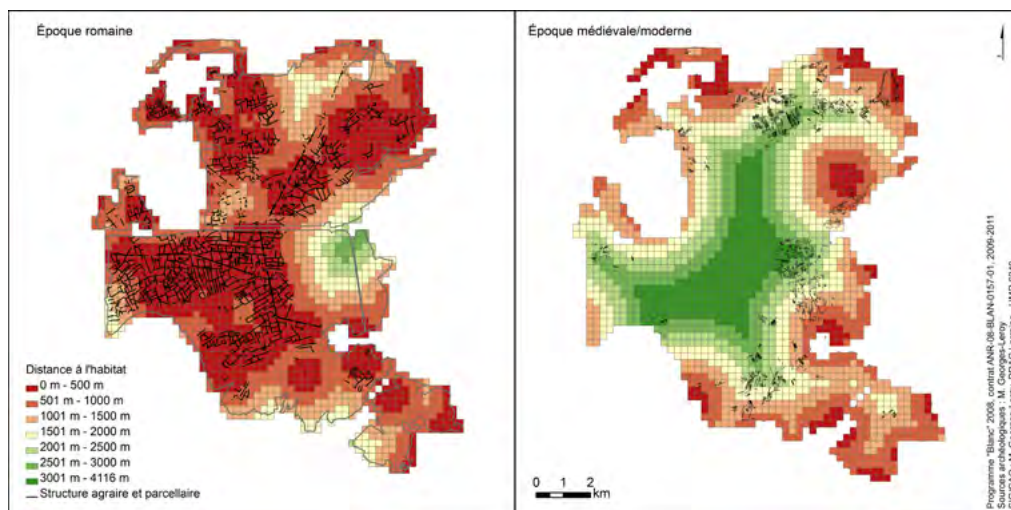 Époque romaine
Distance à l'habitat
0 m - 500 m
501 m - 1000 m
1001 m - 1500 m
1501 m - 2000 m
2001 m - 2500 m
2501 m - 3000 m
3001 m - 4116 m
Structure agraire et parcellaire
Époque médiévale/moderne
0 1 2
km
Programme "Blanc" 2008, contrat ANR-08-BLAN-0157-01, 2009-2011
Sources archéologiques : M. Georges-Leroy